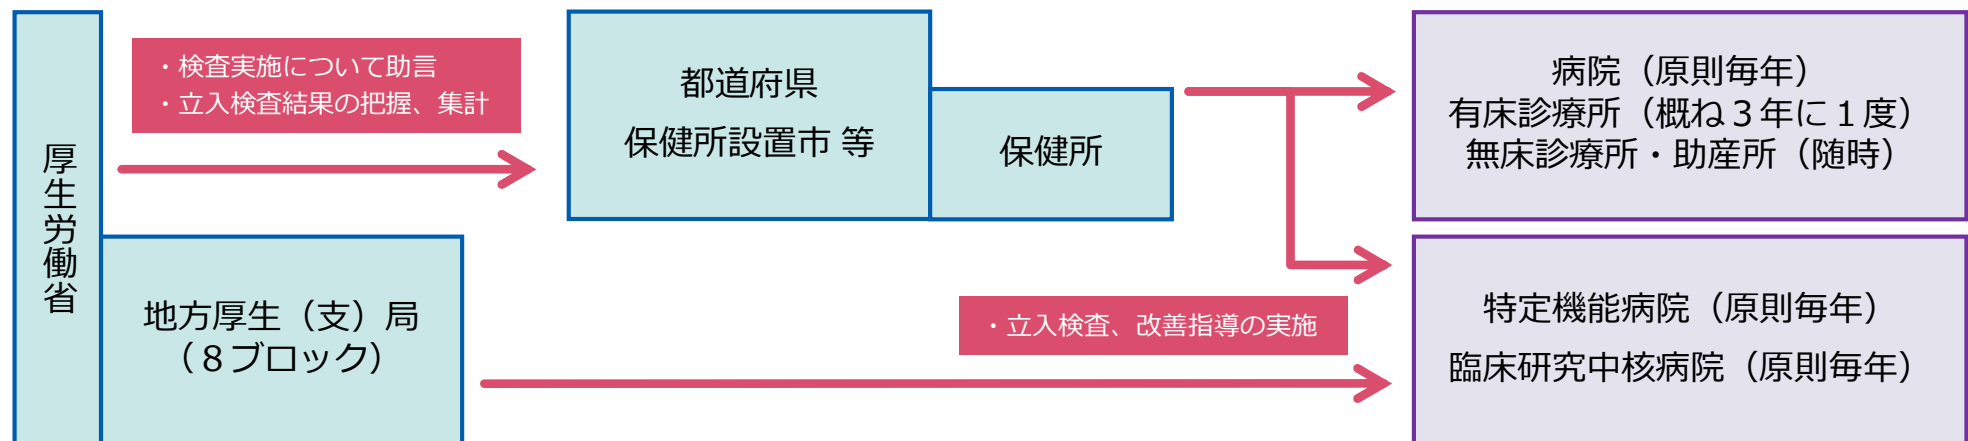 厚生労働省
・検査実施について助言
・立入検査結果の把握、集計
都道府県
保健所設置市 等
保健所
病院（原則毎年）
有床診療所（概ね３年に１度）
無床診療所・助産所（随時）
地方厚生（支）局
（８ブロック）
・立入検査、改善指導の実施
特定機能病院（原則毎年）
臨床研究中核病院（原則毎年）